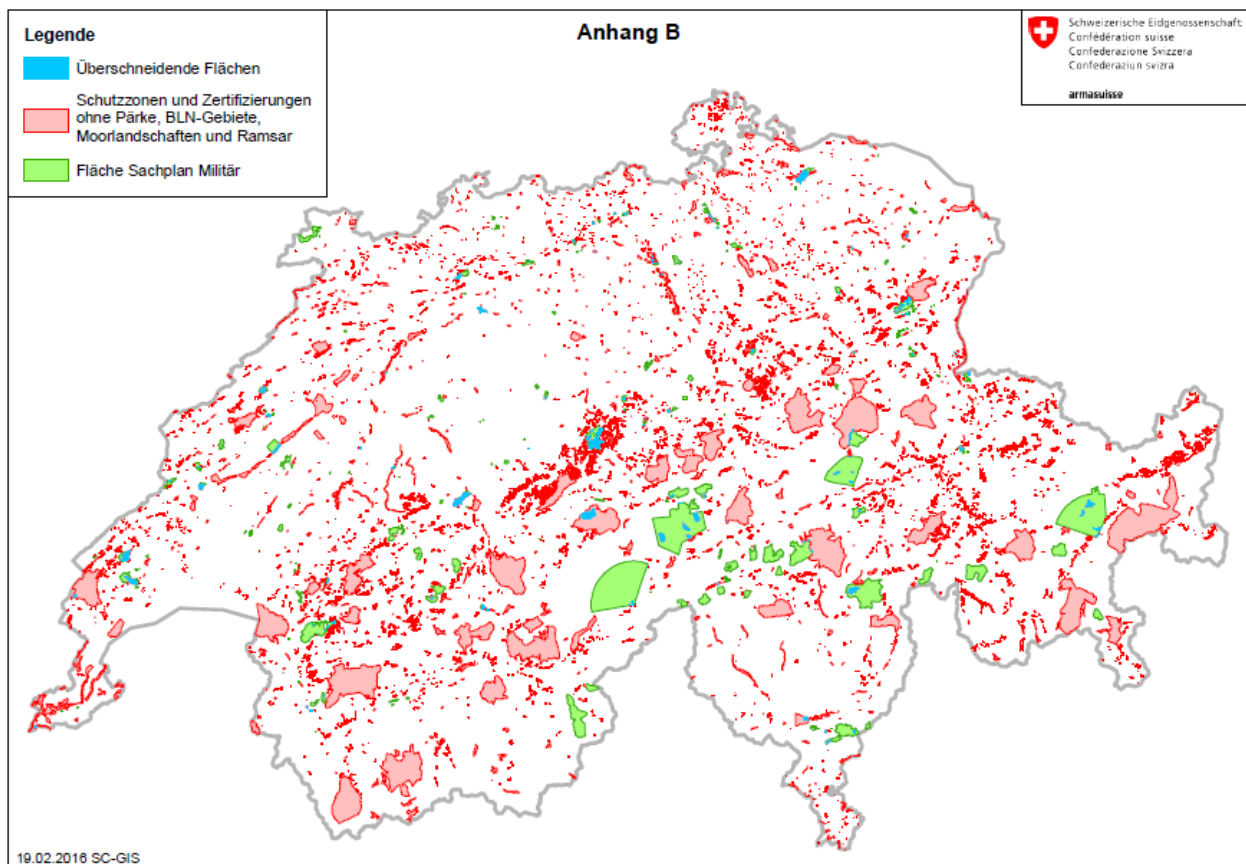 Anhang B
Legende
Überschneidende Flächen
Schutzzonen und Zertifizierungen
ohne Pärke, BLN-Gebiete,
Moorlandschaften und Ramsar
Fläche Sachplan Militär
Schweizerische Eidgenossenschaft
Confédération suisse
Confederazione Svizzera
Confederaziun svizra
armasuisse
19.02.2016 SC-GIS